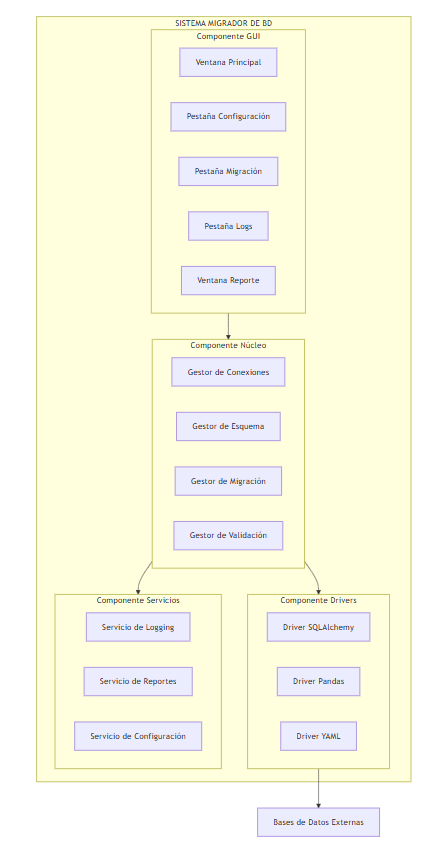 SISTEMA MIGRADOR DE BD
Componente GUI
Ventana Principal
Pestaña Configuración
Pestaña Migración
Pestaña Logs
Ventana Reporte
Componente Núcleo
Gestor de Conexiones
Gestor de Esquema
Gestor de Migración
Gestor de Validación
Componente Servicios
Servicio de Logging
Servicio de Reportes
Servicio de Configuración
Componente Drivers
Driver SQLAlchemy
Driver Pandas
Driver YAML
Bases de Datos Externas